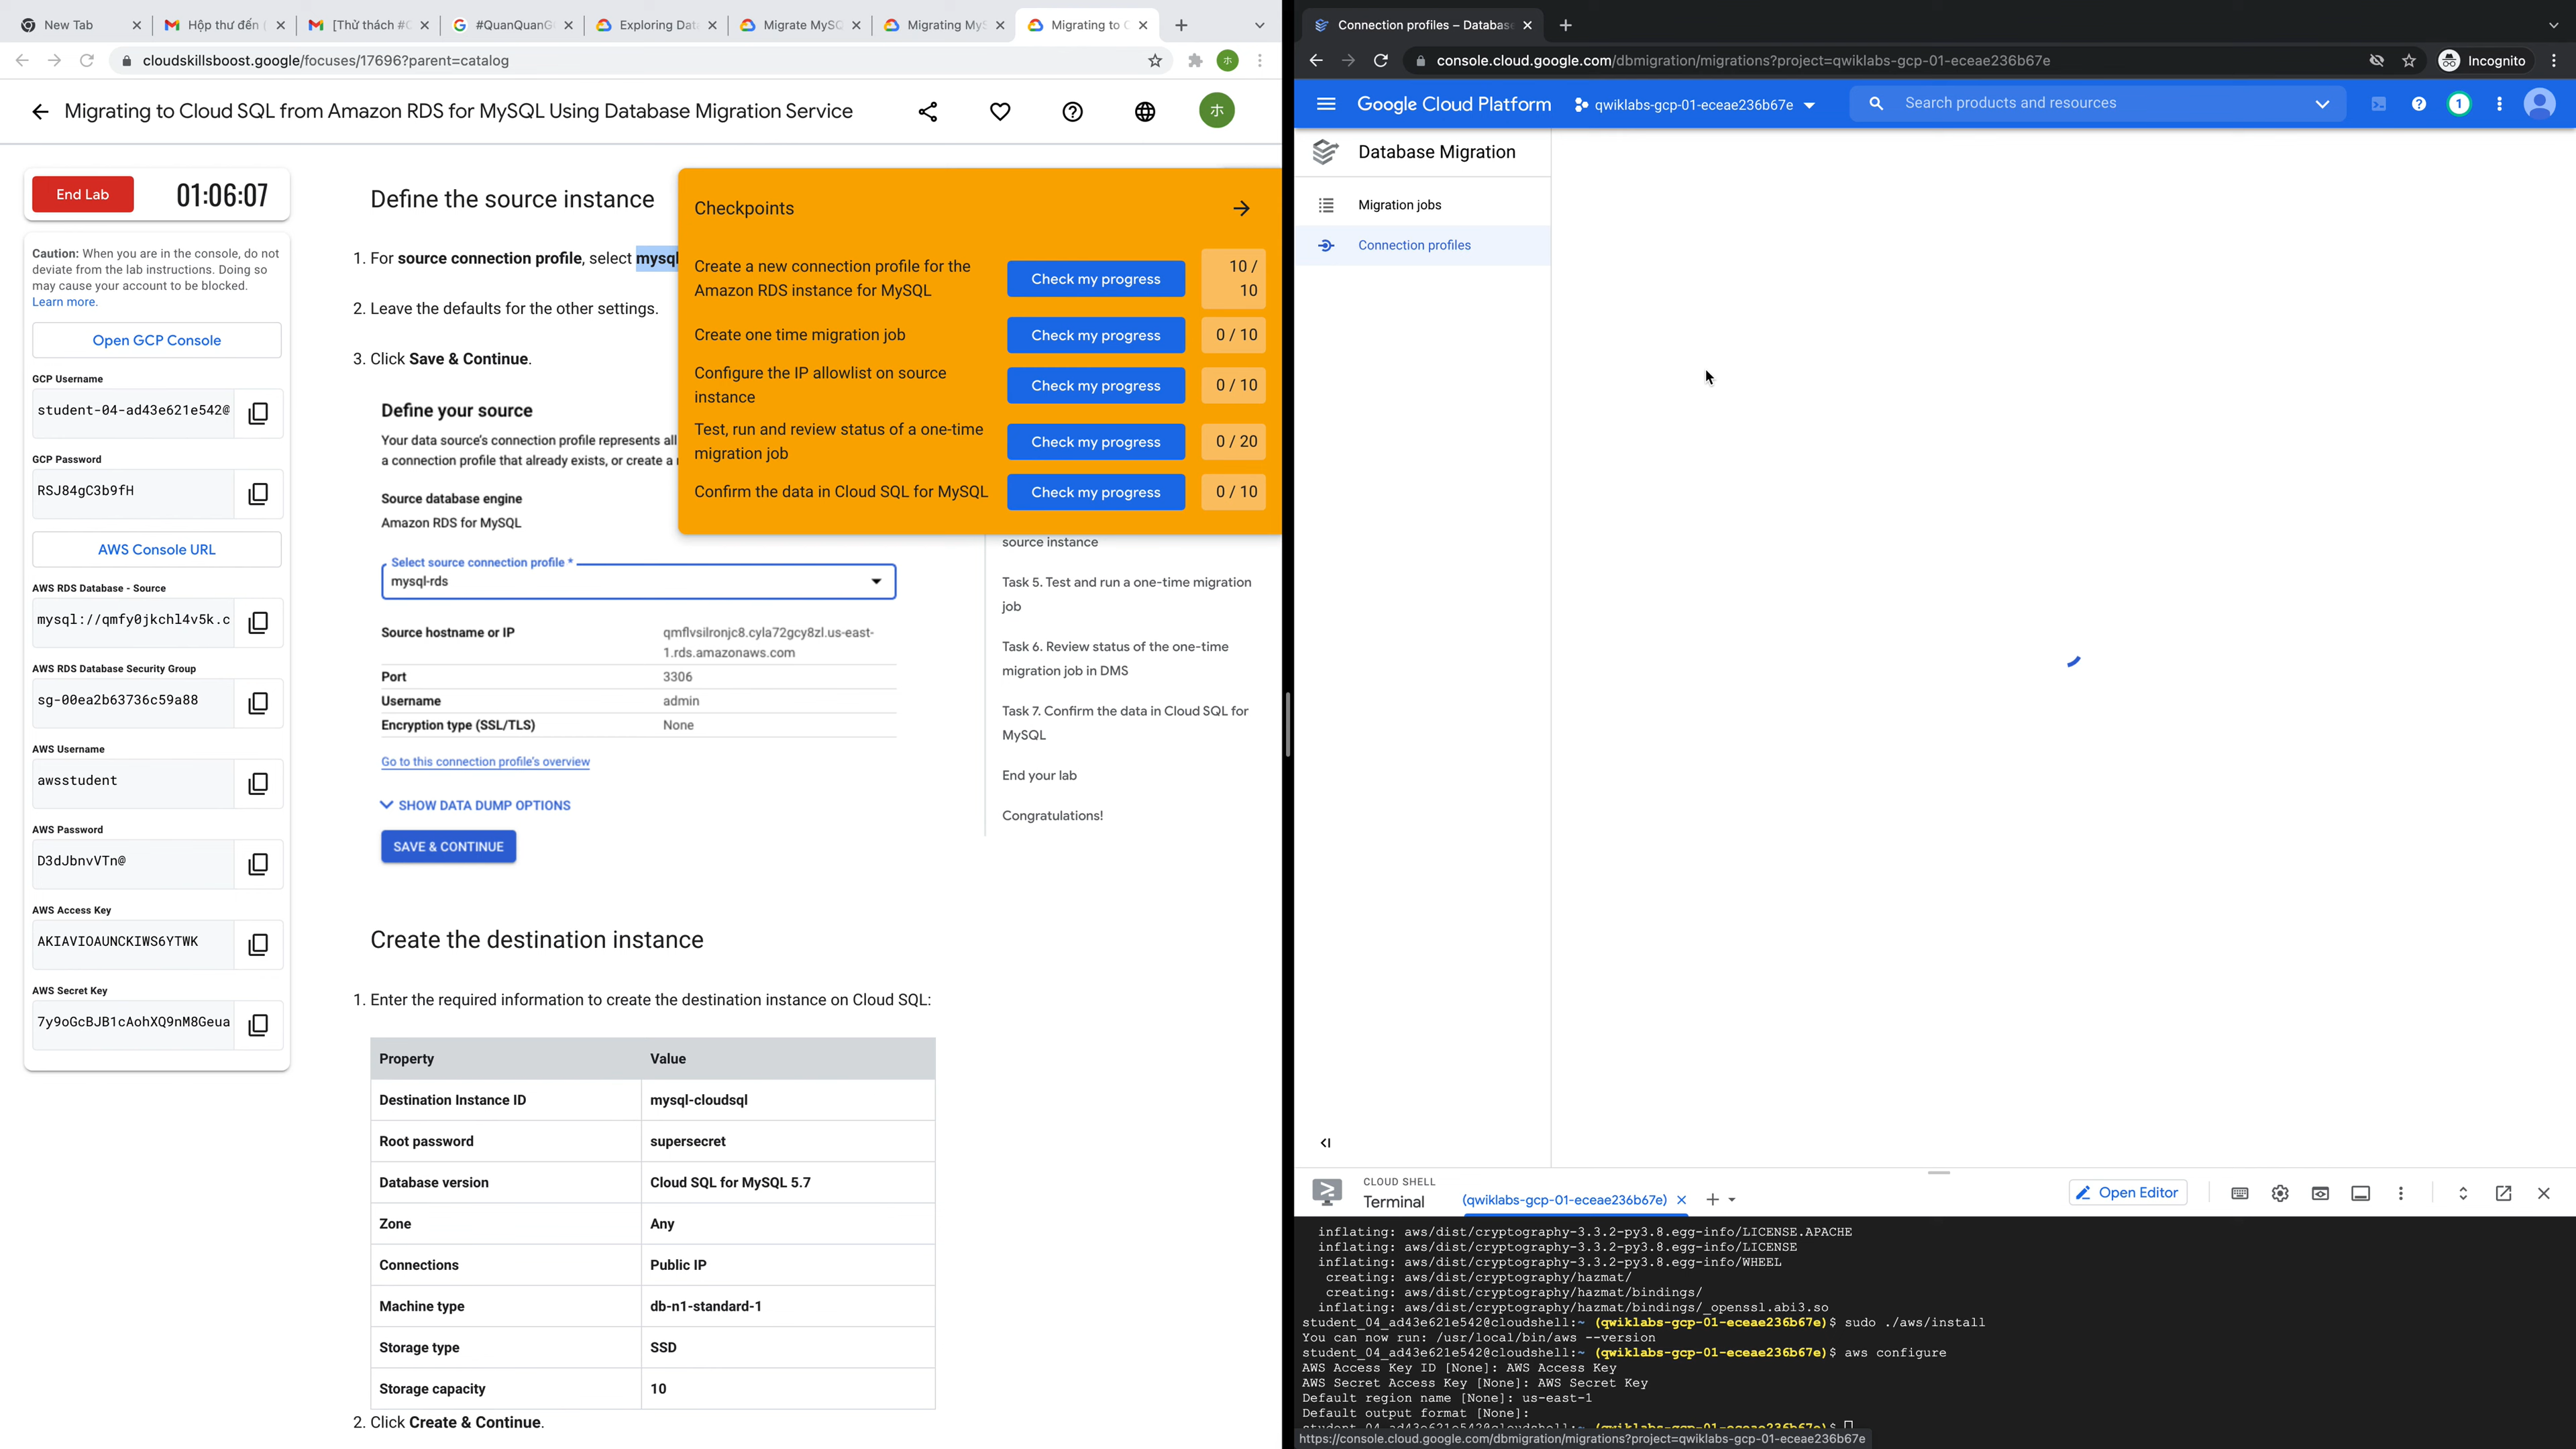 New Tab
Hộp thư đến (
[Thử thách #C
#QuanQuanG
Exploring Dat
Migrate MySQ
Migrating MyS
Migrating to C
cloudskillsboost.google/focuses/17696?parent=catalog
ホ
Migrating to Cloud SQL from Amazon RDS for MySQL Using Database Migration Service
ホ
End Lab
01:06:07
Caution: When you are in the console, do not
deviate from the lab instructions. Doing so
may cause your account to be blocked.
Learn more.
Open GCP Console
GCP Username
student-04-ad43e621e542@
GCP Password
RSJ84gC3b9fH
AWS Console URL
AWS RDS Database - Source
mysql://qmfy0jkchl4v5k.c
AWS RDS Database Security Group
sg-00ea2b63736c59a88
AWS Username
awsstudent
AWS Password
D3dJbnvVTn@
AWS Access Key
AKIAVIOAUNCKIWS6YTWK
AWS Secret Key
7y9oGcBJB1cAohXQ9nM8Geua
Define the source instance
1. For source connection profile, select mysql
2. Leave the defaults for the other settings.
3. Click Save & Continue.
Define your source
Your data source's connection profile represents all
a connection profile that already exists, or create a
Source database engine
Amazon RDS for MySQL
Select source connection profile *
mysql-rds
Source hostname or IP
qmflvsilronjc8.cyla72gcy8zl.us-east-
1.rds.amazonaws.com
Port 3306
Username admin
Encryption type (SSL/TLS) None
Go to this connection profile's overview
SHOW DATA DUMP OPTIONS
SAVE & CONTINUE
Create the destination instance
1. Enter the required information to create the destination instance on Cloud SQL:
Property Value
Destination Instance ID mysql-cloudsql
Root password supersecret
Database version Cloud SQL for MySQL 5.7
Zone Any
Connections Public IP
Machine type db-n1-standard-1
Storage type SSD
Storage capacity 10
2. Click Create & Continue.
Checkpoints
Create a new connection profile for the
Amazon RDS instance for MySQL
Check my progress
10 /
10
Create one time migration job
Check my progress
0 / 10
Configure the IP allowlist on source
instance
Check my progress
0 / 10
Test, run and review status of a one-time
migration job
Check my progress
0 / 20
Confirm the data in Cloud SQL for MySQL
Check my progress
0 / 10
source instance
Task 5. Test and run a one-time migration
job
Task 6. Review status of the one-time
migration job in DMS
Task 7. Confirm the data in Cloud SQL for
MySQL
End your lab
Congratulations!
Connection profiles – Database
console.cloud.google.com/dbmigration/migrations?project=qwiklabs-gcp-01-eceae236b67e
Incognito
Google Cloud Platform
qwiklabs-gcp-01-eceae236b67e
Search products and resources
1
Database Migration
Migration jobs
Connection profiles
CLOUD SHELL
Terminal
(qwiklabs-gcp-01-eceae236b67e)
Open Editor
inflating: aws/dist/cryptography-3.3.2-py3.8.egg-info/LICENSE.APACHE
inflating: aws/dist/cryptography-3.3.2-py3.8.egg-info/LICENSE
inflating: aws/dist/cryptography-3.3.2-py3.8.egg-info/WHEEL
creating: aws/dist/cryptography/hazmat/
creating: aws/dist/cryptography/hazmat/bindings/
inflating: aws/dist/cryptography/hazmat/bindings/_openssl.abi3.so
student_04_ad43e621e542@cloudshell:~ (qwiklabs-gcp-01-eceae236b67e)$ sudo ./aws/install
You can now run: /usr/local/bin/aws --version
student_04_ad43e621e542@cloudshell:~ (qwiklabs-gcp-01-eceae236b67e)$ aws configure
AWS Access Key ID [None]: AWS Access Key
AWS Secret Access Key [None]: AWS Secret Key
Default region name [None]: us-east-1
Default output format [None]:
student_04_ad43e621e542@cloudshell:~ (qwiklabs-gcp-01-eceae236b67e)$
https://console.cloud.google.com/dbmigration/migrations?project=qwiklabs-gcp-01-eceae236b67e